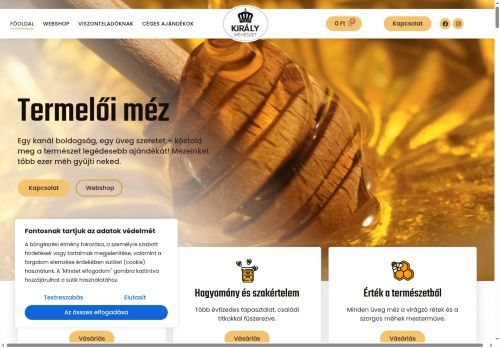 FŐOLDAL WEBSHOP VISZONTELADÓKNAK CÉGES AJÁNDÉKOK
KIRÁLY
MÉHÉSZET
0 Ft 0
Kapcsolat
Termelői méz
Egy kanál boldogság, egy üveg szeretet – kóstold
meg a természet legédesebb ajándékát! Mézeinket
több ezer méh gyűjti neked.
Kapcsolat Webshop
Fontosnak tartjuk az adatok védelmét
A böngészési élmény fokozása, a személyre szabott
hirdetések vagy tartalmak megjelenítése, valamint a
forgalom elemzése érdekében sütiket (cookie)
használunk. A "Mindet elfogadom" gombra kattintva
hozzájárulhat a sütik használatához.
Testreszabás Elutasít
Az összes elfogadása
Vásárlás
Hagyomány és szakértelem
Több évtizedes tapasztalat, családi
titkokkal fűszerezve.
Vásárlás
Érték a természetből
Minden üveg méz a virágzó rétek és a
szorgos méhek mesterműve.
Vásárlás